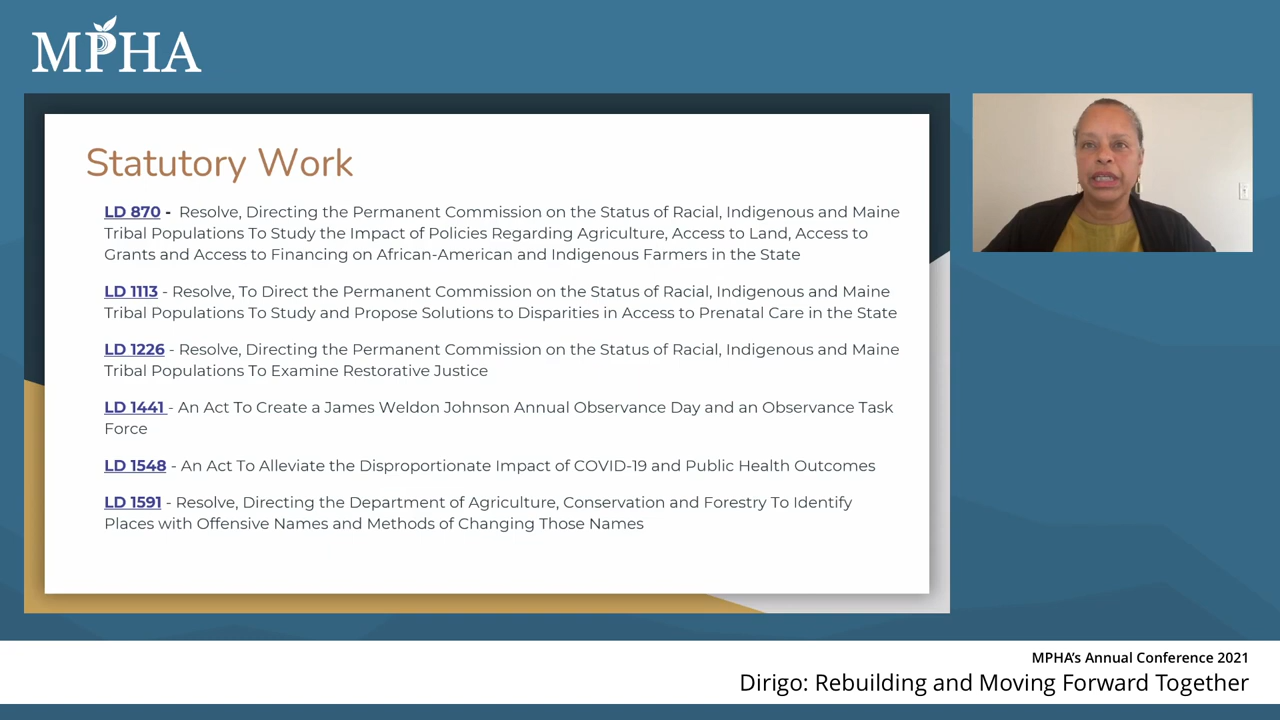 MPHA
Statutory Work
LD 870 - Resolve, Directing the Permanent Commission on the Status of Racial, Indigenous and Maine
Tribal Populations To Study the Impact of Policies Regarding Agriculture, Access to Land, Access to
Grants and Access to Financing on African-American and Indigenous Farmers in the State
LD 1113 - Resolve, To Direct the Permanent Commission on the Status of Racial, Indigenous and Maine
Tribal Populations To Study and Propose Solutions to Disparities in Access to Prenatal Care in the State
LD 1226 - Resolve, Directing the Permanent Commission on the Status of Racial, Indigenous and Maine
Tribal Populations To Examine Restorative Justice
LD 1441 - An Act To Create a James Weldon Johnson Annual Observance Day and an Observance Task
Force
LD 1548 - An Act To Alleviate the Disproportionate Impact of COVID-19 and Public Health Outcomes
LD 1591 - Resolve, Directing the Department of Agriculture, Conservation and Forestry To Identify
Places with Offensive Names and Methods of Changing Those Names
MPHA's Annual Conference 2021
Dirigo: Rebuilding and Moving Forward Together